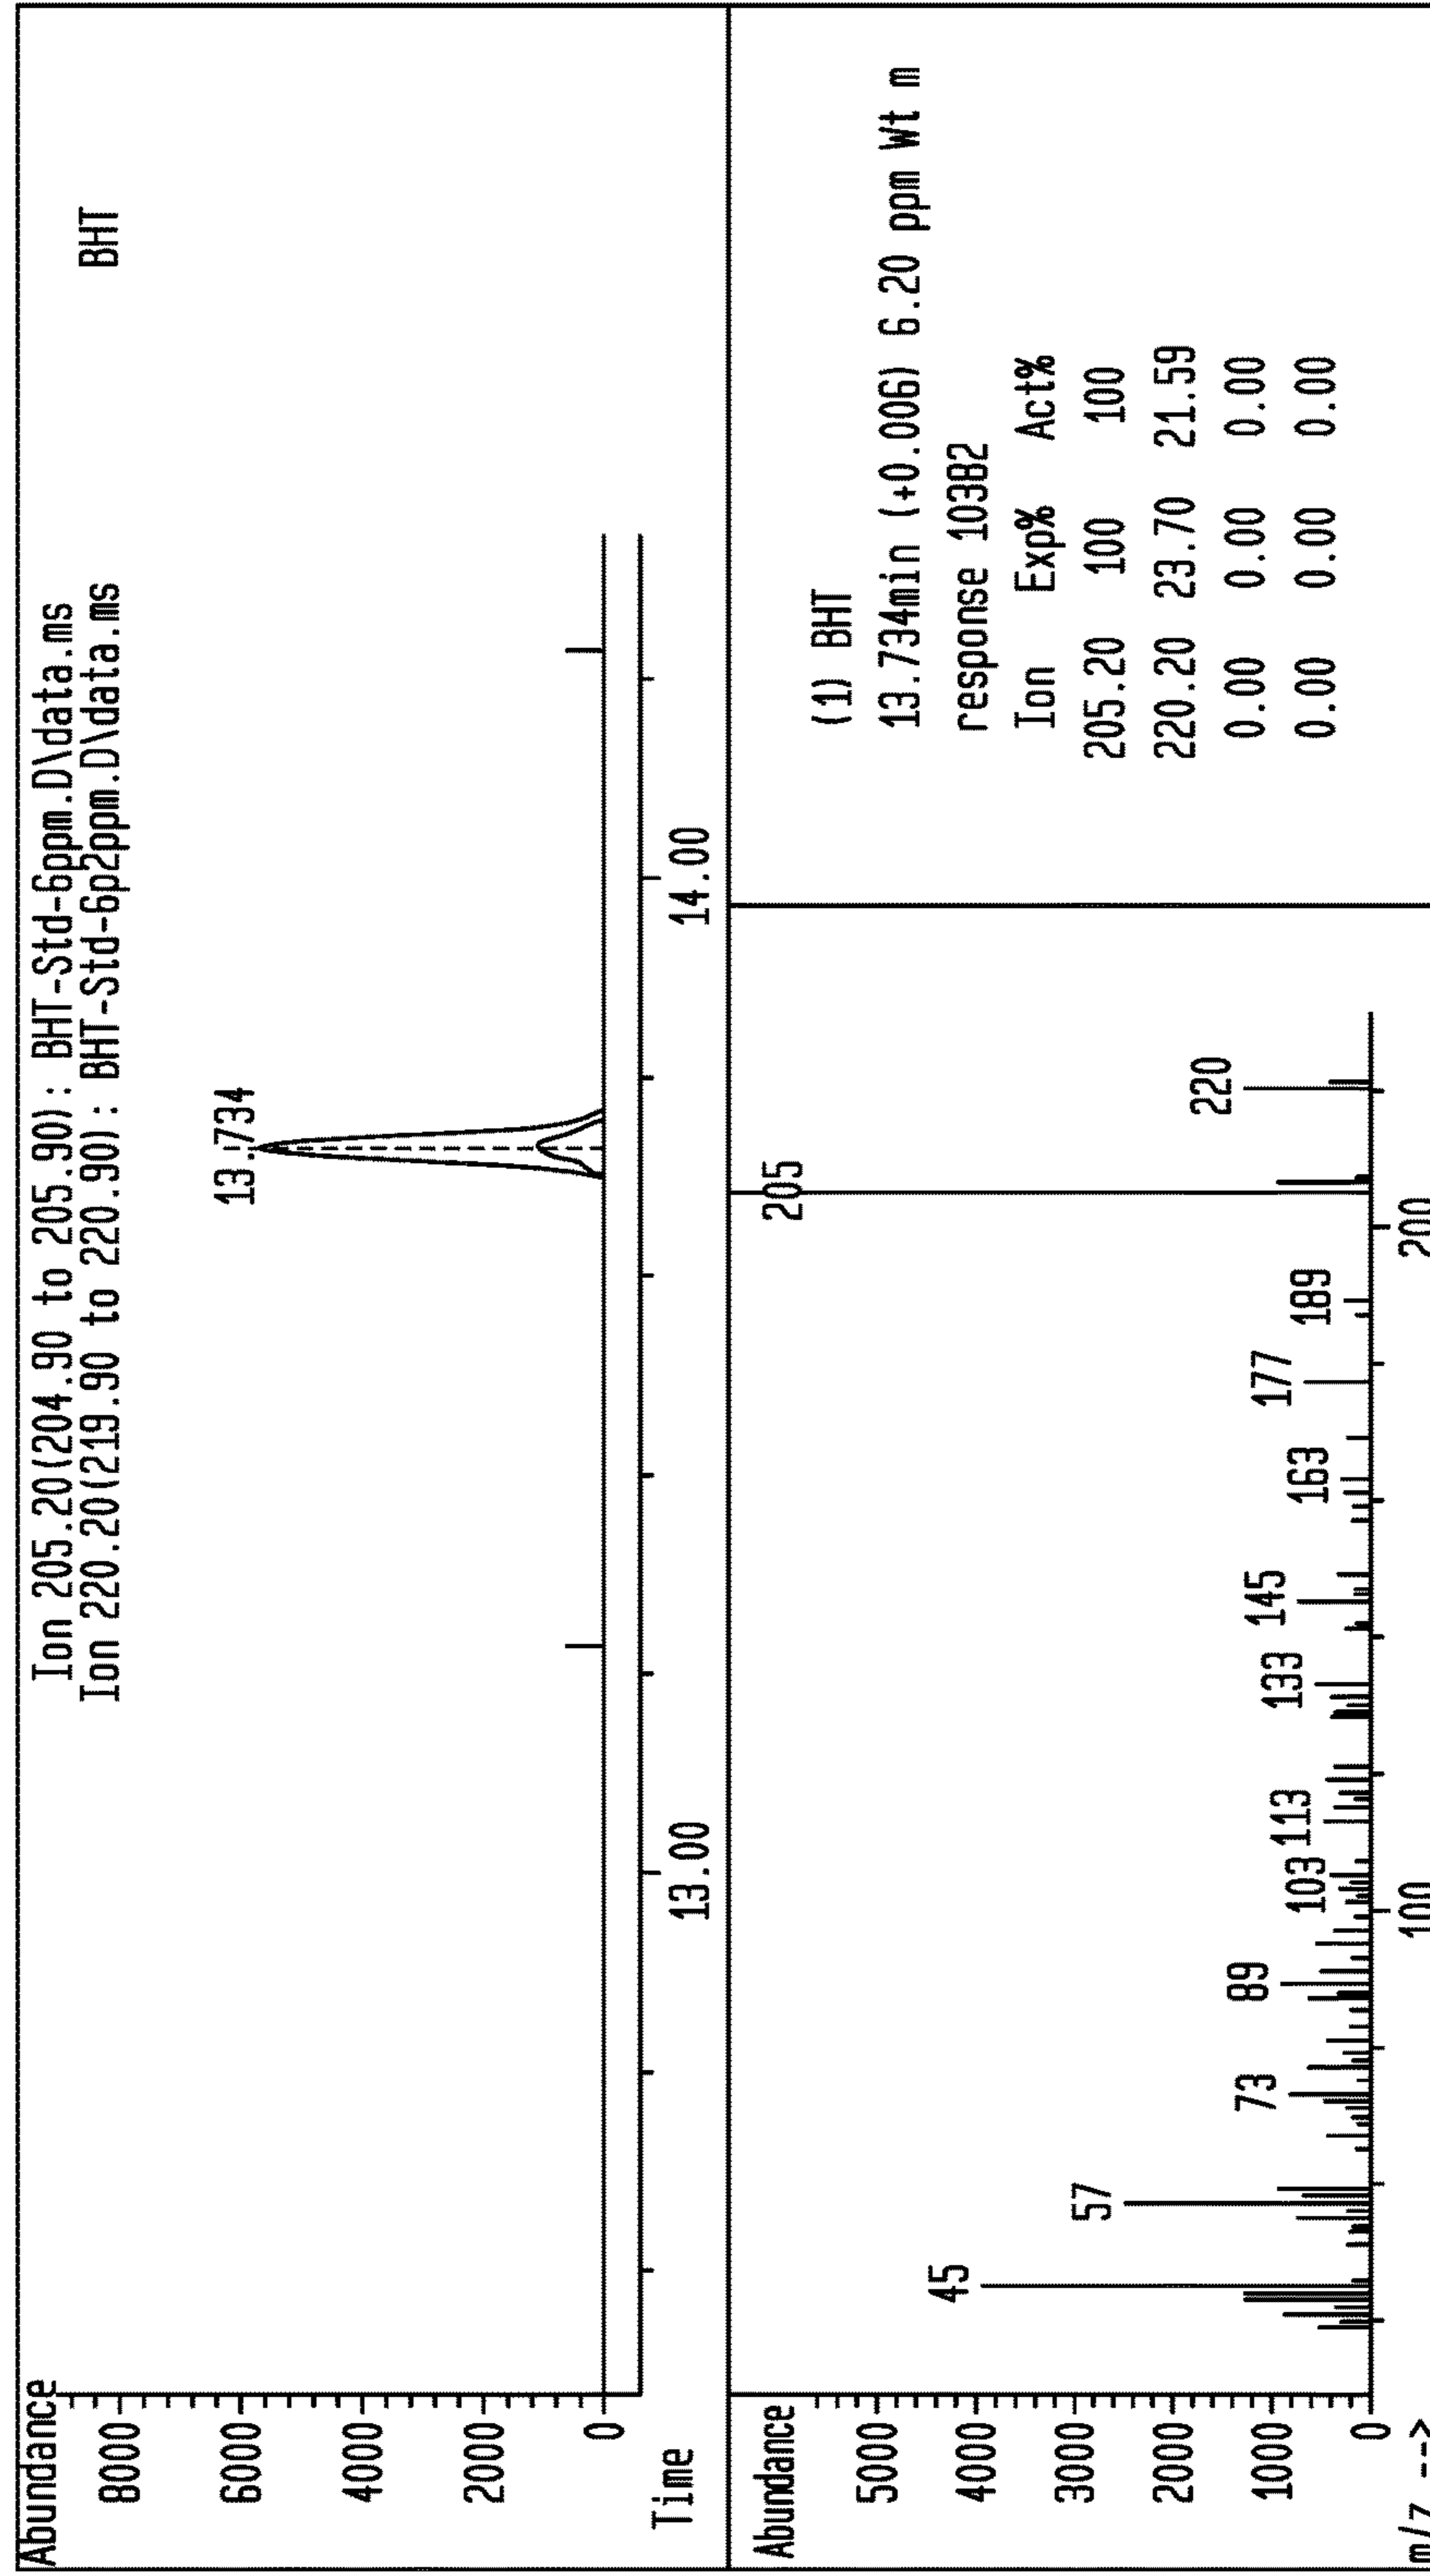 Abundance
Ion 205.20(204.90 to 205.90): BHT-Std-6ppm.D\data.ms
Ion 220.20(219.90 to 220.90): BHT-Std-6p2ppm.D\data.ms
BHT
8000
6000
4000
2000
0
13.734
Time
13.00
14.00
Abundance
5000
4000
3000
2000
1000
0
45
57
73
89
103
113
133
145
163
177
189
205
220
m/z -->
100
200
(1) BHT
13.734min (+0.006) 6.20 ppm Wt m
response 10382
Ion Exp% Act%
205.20 100 100
220.20 23.70 21.59
0.00 0.00 0.00
0.00 0.00 0.00